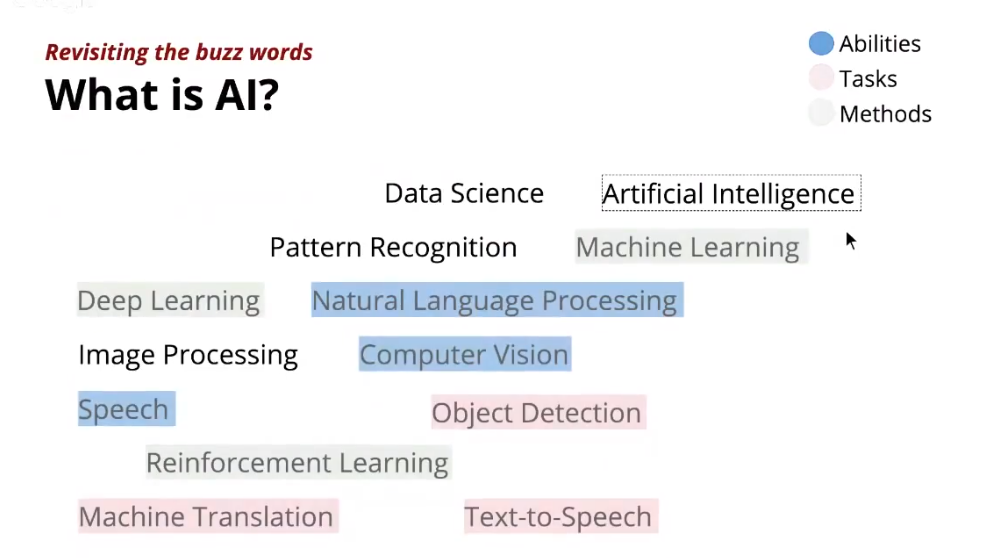 Revisiting the buzz words
What is AI?
Abilities
Tasks
Methods
Data Science Artificial Intelligence
Pattern Recognition Machine Learning
Deep Learning Natural Language Processing
Image Processing Computer Vision
Speech Object Detection
Reinforcement Learning
Machine Translation Text-to-Speech